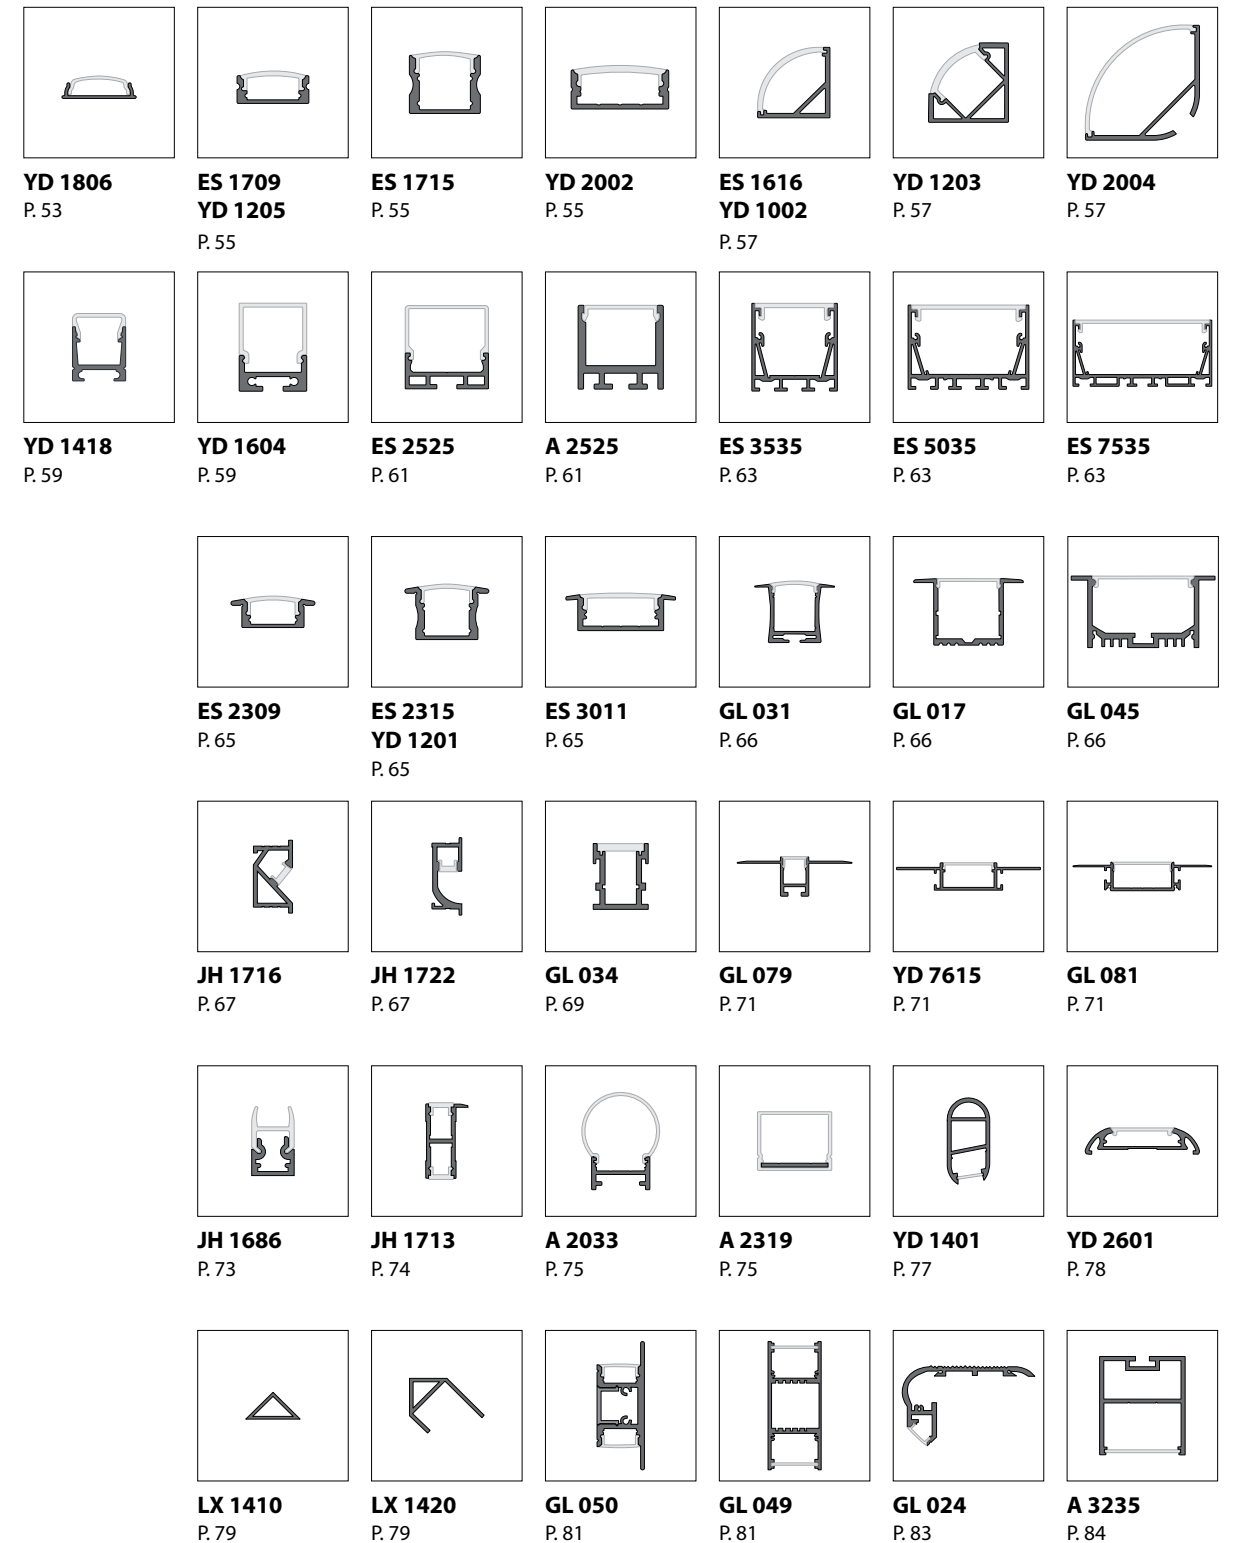 YD 1806
P. 53
ES 1709
YD 1205
P. 55
ES 1715
P. 55
YD 2002
P. 55
ES 1616
YD 1002
P. 57
YD 1203
P. 57
YD 2004
P. 57
YD 1418
P. 59
YD 1604
P. 59
ES 2525
P. 61
A 2525
P. 61
ES 3535
P. 63
ES 5035
P. 63
ES 7535
P. 63
ES 2309
P. 65
ES 2315
YD 1201
P. 65
ES 3011
P. 65
GL 031
P. 66
GL 017
P. 66
GL 045
P. 66
JH 1716
P. 67
JH 1722
P. 67
GL 034
P. 69
GL 079
P. 71
YD 7615
P. 71
GL 081
P. 71
JH 1686
P. 73
JH 1713
P. 74
A 2033
P. 75
A 2319
P. 75
YD 1401
P. 77
YD 2601
P. 78
LX 1410
P. 79
LX 1420
P. 79
GL 050
P. 81
GL 049
P. 81
GL 024
P. 83
A 3235
P. 84